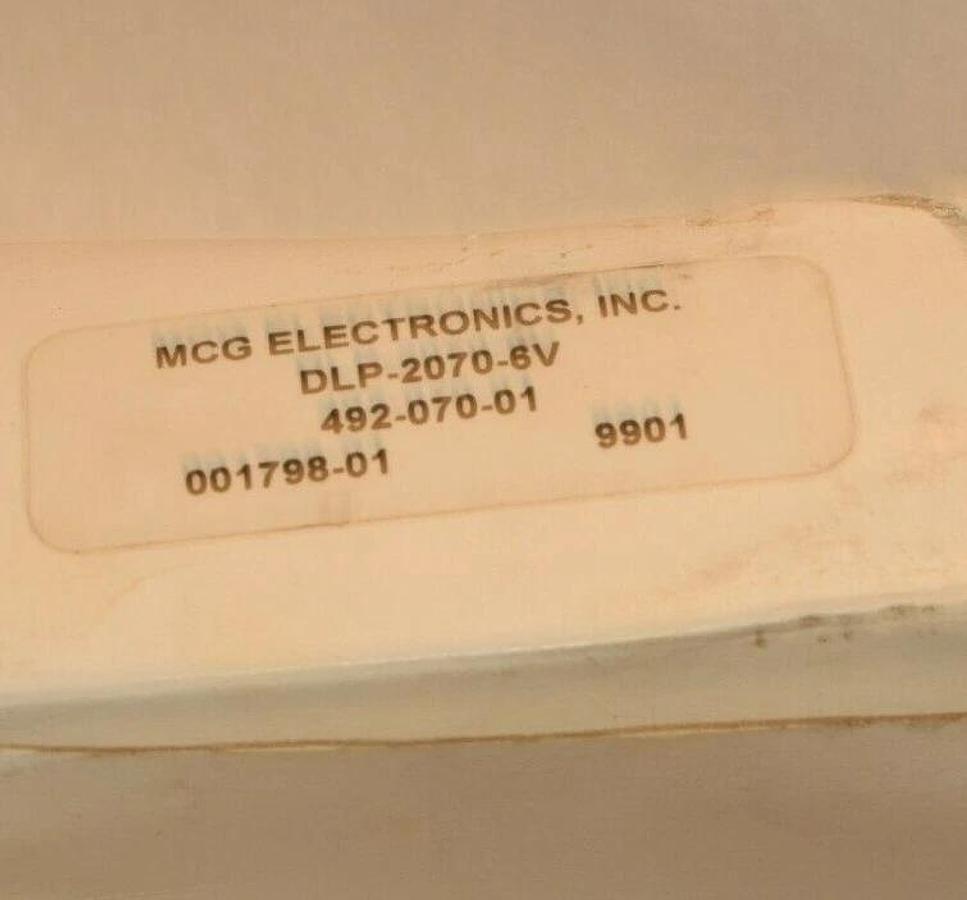 MCG ELECTRONICS, INC.
DLP-2070-6V
492-070-01
001798-01 9901